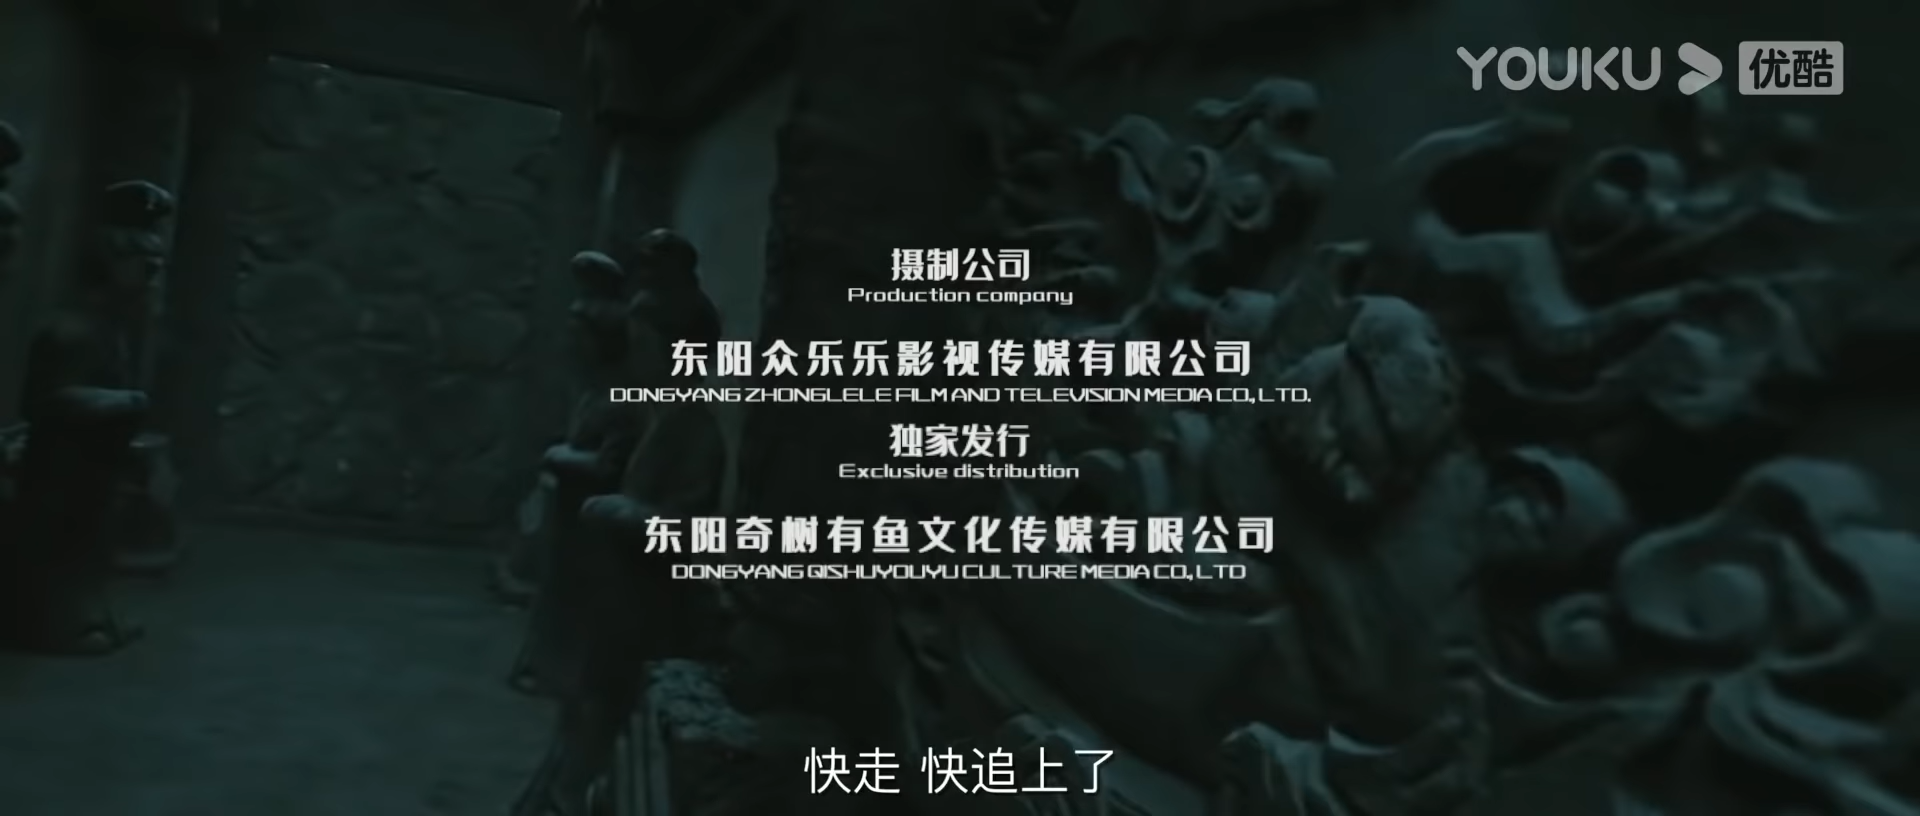 YOUKU 优酷
摄制公司
Production company
东阳众乐乐影视传媒有限公司
DONGYANG ZHONGLELE FILM AND TELEVISION MEDIA CO., LTD.
独家发行
Exclusive distribution
东阳奇树有鱼文化传媒有限公司
DONGYANG QISHUYOUYU CULTURE MEDIA CO., LTD
快走 快追上了